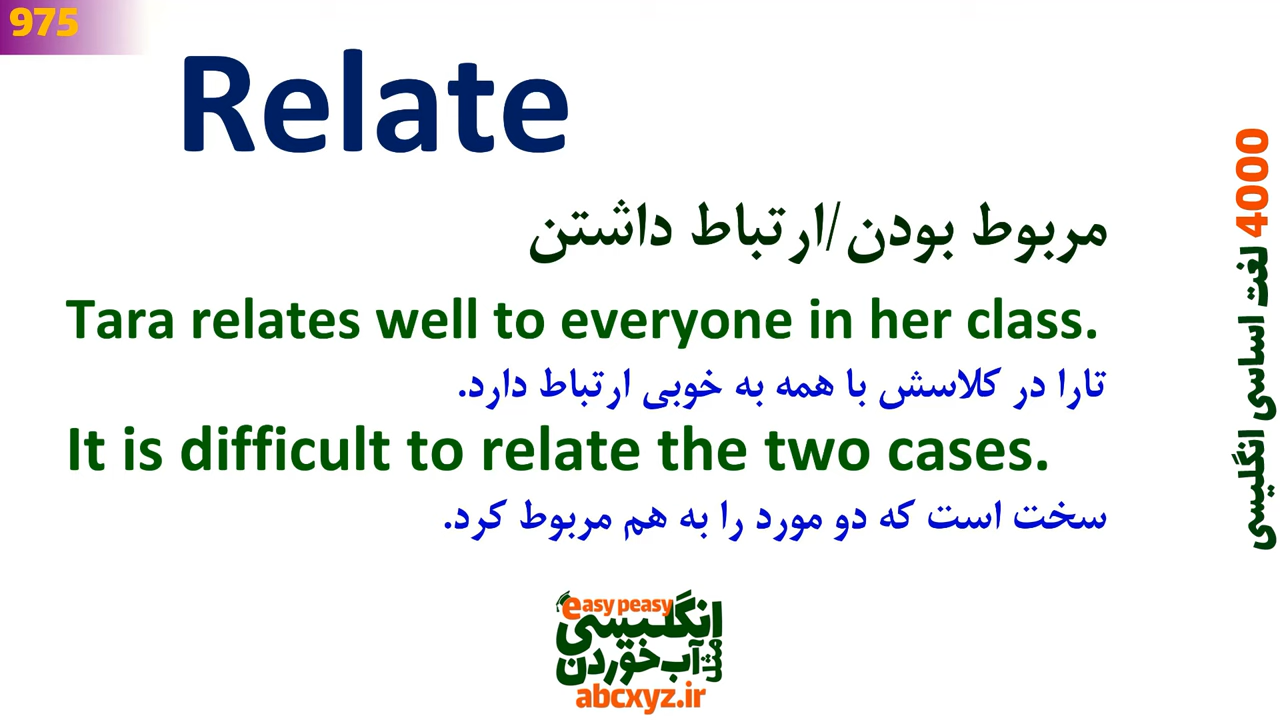 975
Relate
مربوط بودن/ارتباط داشتن
Tara relates well to everyone in her class.
تارا در کلاسش با همه به خوبی ارتباط دارد.
It is difficult to relate the two cases.
سخت است که دو مورد را به هم مربوط کرد.
4000 لغت اساسی انگلیسی
easy peasy
انگلیسی
مثل آب خوردن
abcxyz.ir